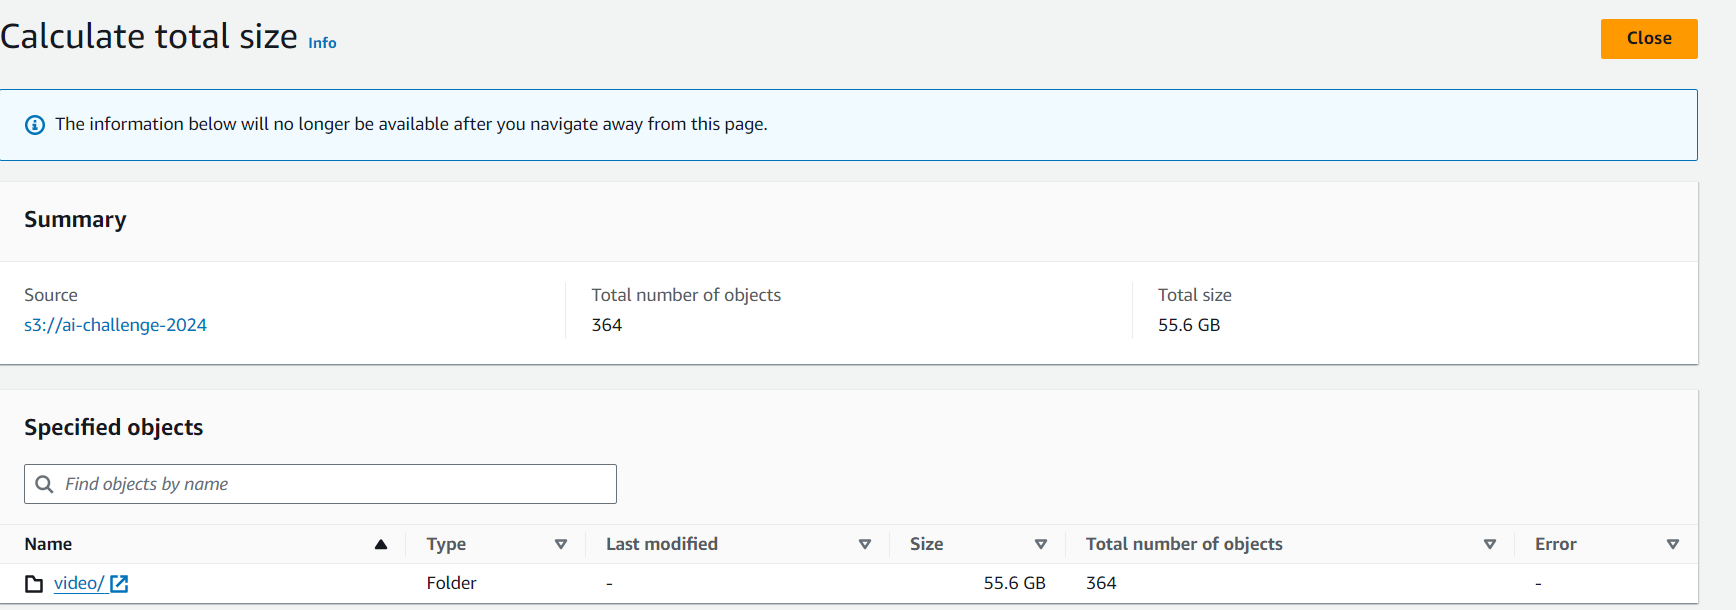 Calculate total size Info
Close
The information below will no longer be available after you navigate away from this page.
Summary
Source
s3://ai-challenge-2024
Total number of objects
364
Total size
55.6 GB
Specified objects
Find objects by name
Name Type Last modified Size Total number of objects Error
video/ Folder - 55.6 GB 364 -